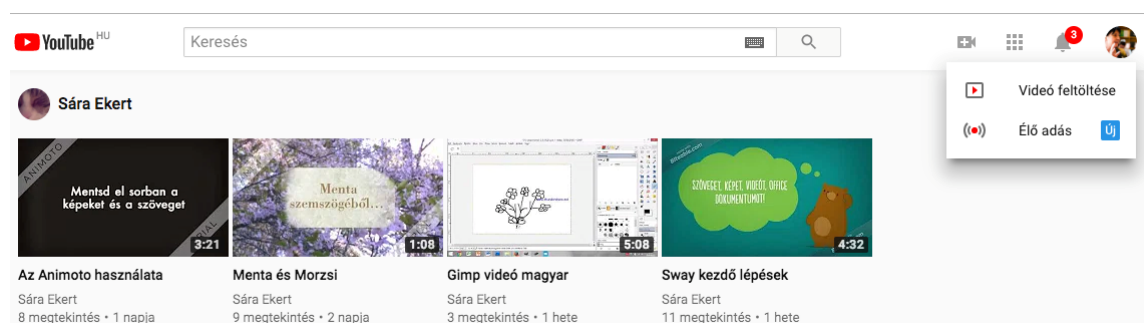 YouTube HU
Keresés
3
Videó feltöltése
Élő adás Új
Sára Ekert
ANIMOTO
Mentsd el sorban a
képeket és a szöveget
3:21
Menta
szemszögéből...
1:08
5:08
SZÖVEGET, KÉPET, VIDEÓT, OFFICE
DOKUMENTUMOT!
4:32
Az Animoto használata
Menta és Morzsi
Gimp videó magyar
Sway kezdő lépések
Sára Ekert
Sára Ekert
Sára Ekert
Sára Ekert
8 megtekintés • 1 napja
9 megtekintés • 2 napja
3 megtekintés • 1 hete
11 megtekintés • 1 hete